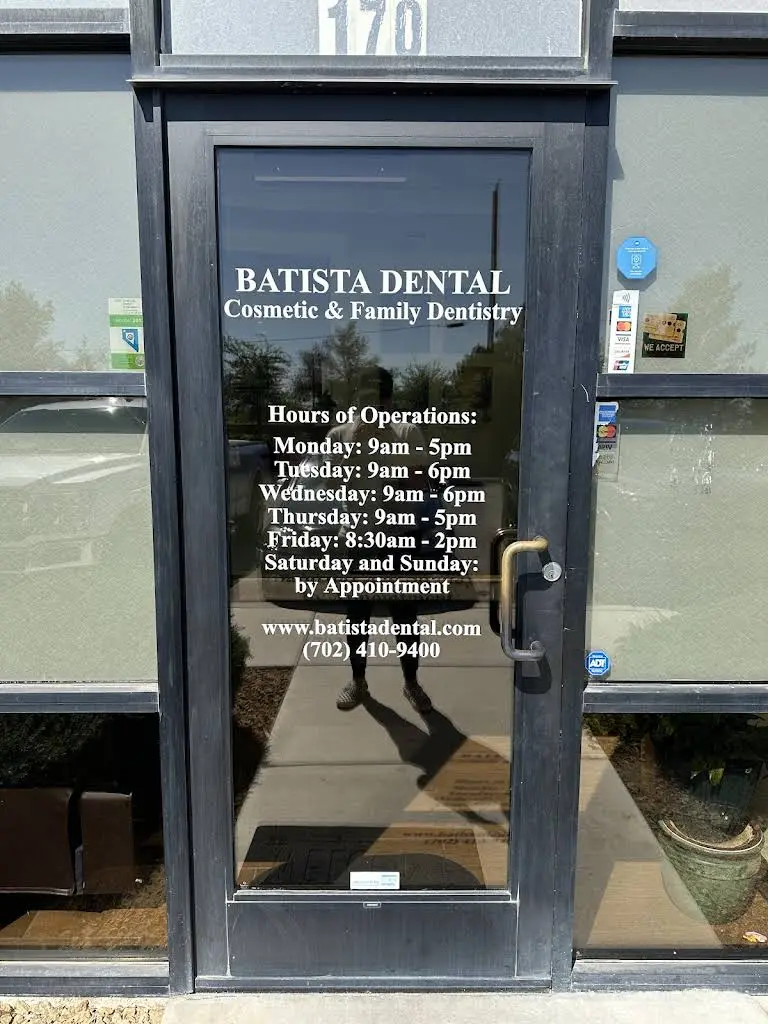 170
BATISTA DENTAL
Cosmetic & Family Dentistry
Hours of Operations:
Monday: 9am - 5pm
Tuesday: 9am - 6pm
Wednesday: 9am - 6pm
Thursday: 9am - 5pm
Friday: 8:30am - 2pm
Saturday and Sunday:
by Appointment
www.batistadental.com
(702) 410-9400
VISA
WE ACCEPT
ADT